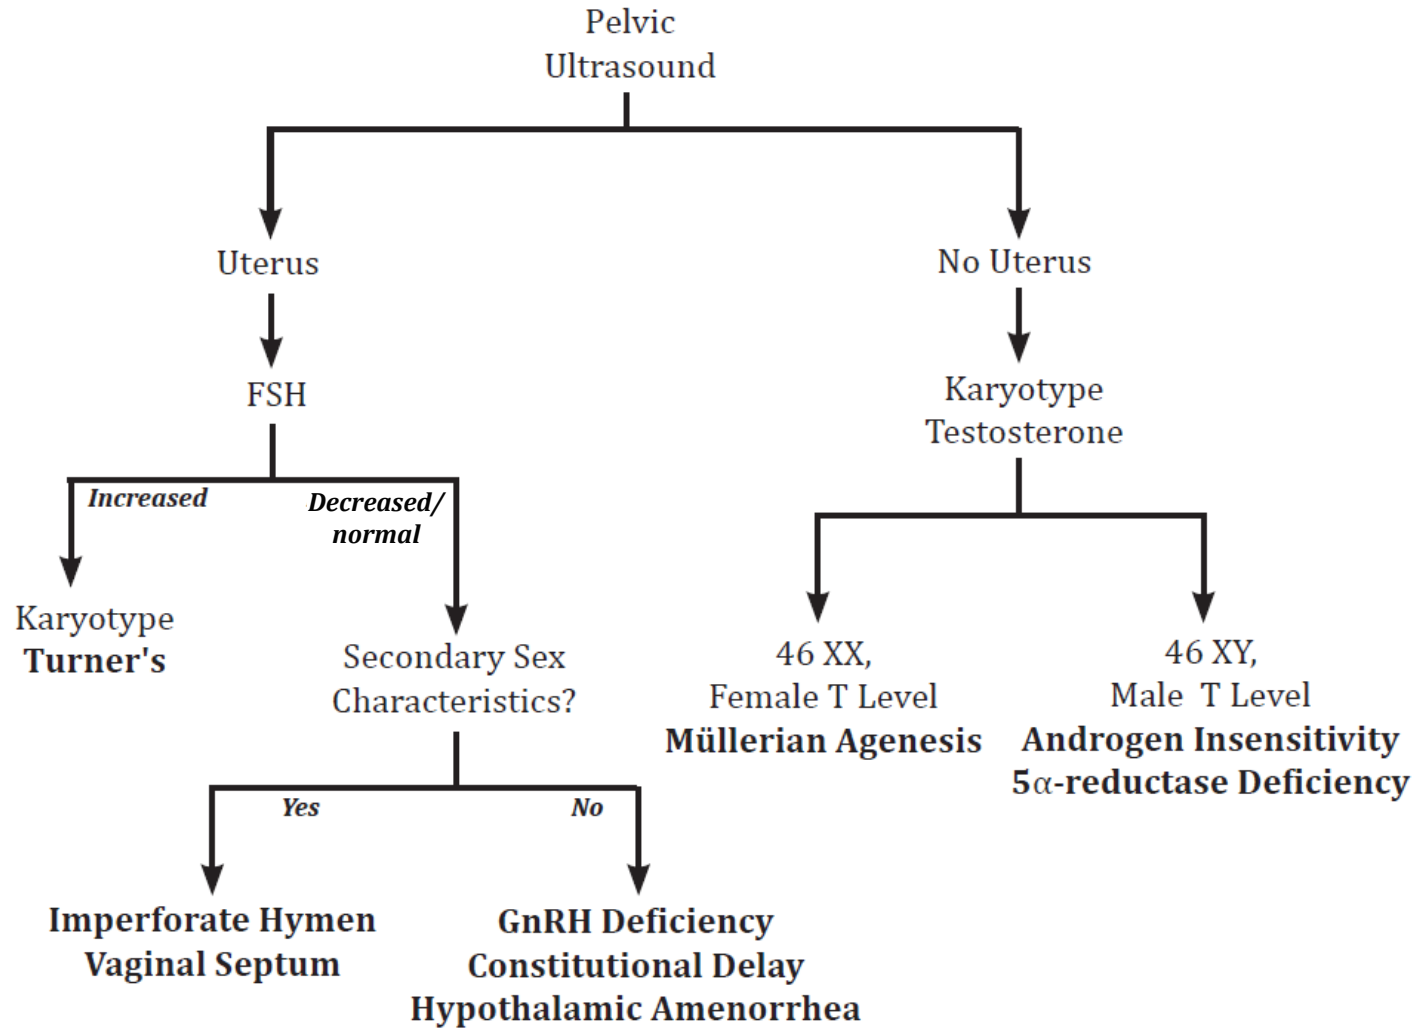 Pelvic
Ultrasound
Uterus
No Uterus
FSH
Karyotype
Testosterone
Increased
Decreased/
normal
Karyotype
Turner's
Secondary Sex
Characteristics?
46 XX,
Female T Level
Müllerian Agenesis
46 XY,
Male T Level
Androgen Insensitivity
5α-reductase Deficiency
Yes
No
Imperforate Hymen
Vaginal Septum
GnRH Deficiency
Constitutional Delay
Hypothalamic Amenorrhea